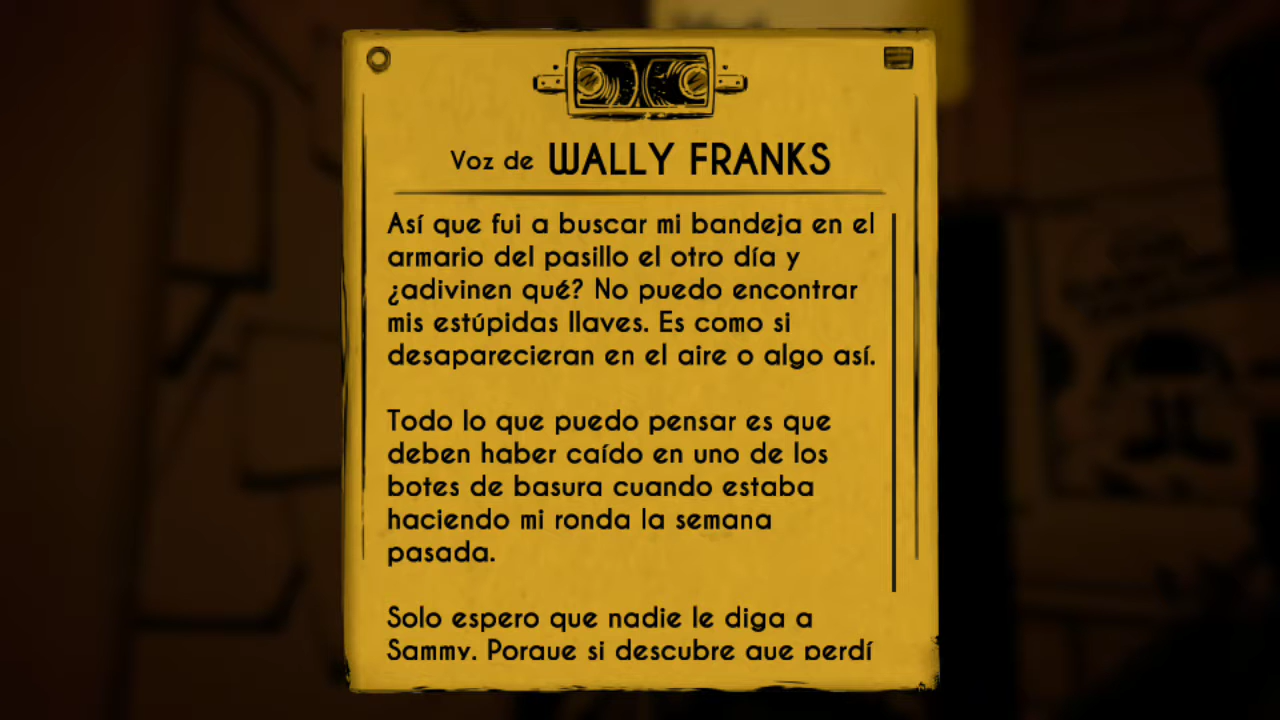 Voz de WALLY FRANKS
Así que fui a buscar mi bandeja en el
armario del pasillo el otro día y
¿adivinen qué? No puedo encontrar
mis estúpidas llaves. Es como si
desaparecieran en el aire o algo así.
Todo lo que puedo pensar es que
deben haber caído en uno de los
botes de basura cuando estaba
haciendo mi ronda la semana
pasada.
Solo espero que nadie le diga a
Sammy. Porque si descubre que perdí